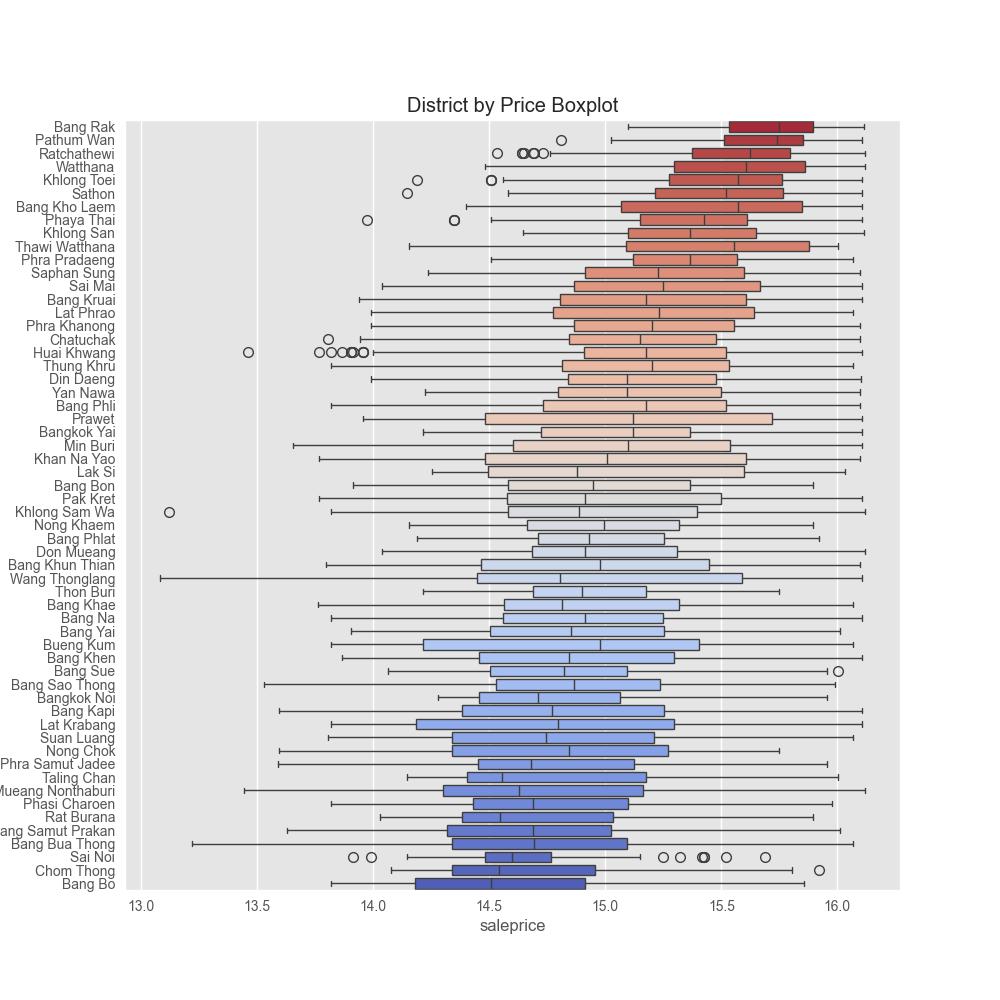 District by Price Boxplot
Bang Rak
Pathum Wan
Ratchathewi
Watthana
Khlong Toei
Sathon
Bang Kho Laem
Phaya Thai
Khlong San
Thawi Watthana
Phra Pradaeng
Saphan Sung
Sai Mai
Bang Kruai
Lat Phrao
Phra Khanong
Chatuchak
Huai Khwang
Thung Khru
Din Daeng
Yan Nawa
Bang Phli
Prawet
Bangkok Yai
Min Buri
Khan Na Yao
Lak Si
Bang Bon
Pak Kret
Khlong Sam Wa
Nong Khaem
Bang Phlat
Don Mueang
Bang Khun Thian
Wang Thonglang
Thon Buri
Bang Khae
Bang Na
Bang Yai
Bueng Kum
Bang Khen
Bang Sue
Bang Sao Thong
Bangkok Noi
Bang Kapi
Lat Krabang
Suan Luang
Nong Chok
Phra Samut Jadee
Taling Chan
Mueang Nonthaburi
Phasi Charoen
Rat Burana
ang Samut Prakan
Bang Bua Thong
Sai Noi
Chom Thong
Bang Bo
13.0 13.5 14.0 14.5 15.0 15.5 16.0
saleprice